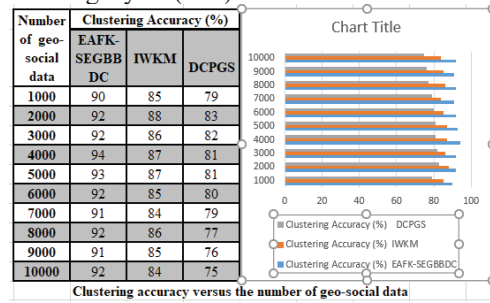 Number of geo-social data
Clustering Accuracy (%)
EAFK-SEGBB DC
IWKM
DCPGS
1000 90 85 79
2000 92 88 83
3000 92 86 82
4000 94 87 81
5000 93 87 81
6000 92 85 80
7000 91 84 79
8000 92 86 77
9000 91 85 76
10000 92 84 75
Chart Title
10000
9000
8000
7000
6000
5000
4000
3000
2000
1000
0 20 40 60 80 100
Clustering Accuracy (%) DCPGS
Clustering Accuracy (%) IWKM
Clustering Accuracy (%) EAFK-SEGBBDC
Clustering accuracy versus the number of geo-social data